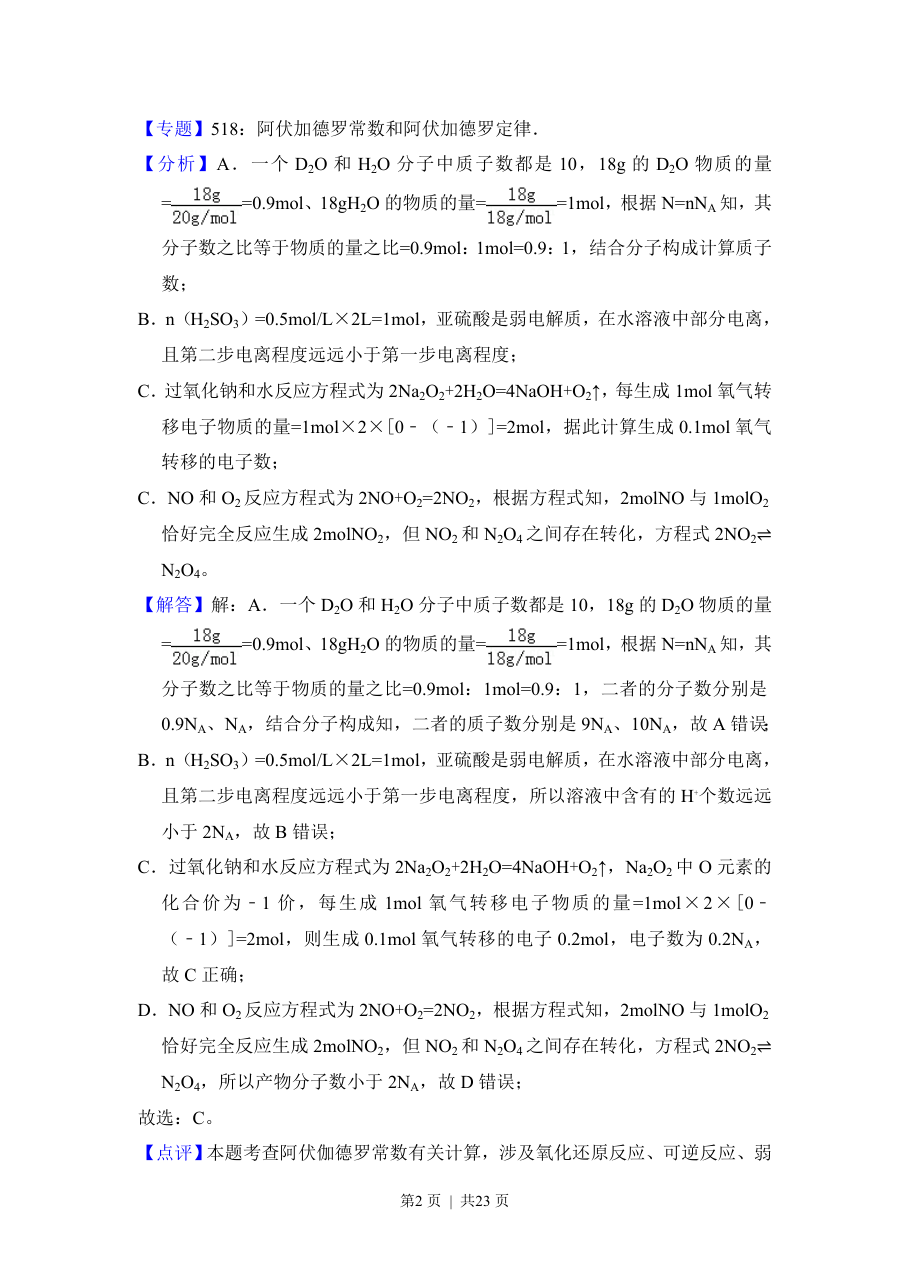 【专题】518：阿伏加德罗常数和阿伏加德罗定律．
【分析】A．一个 D₂O 和 H₂O 分子中质子数都是 10，18g 的 D₂O 物质的量
=18g/20g/mol=0.9mol、18gH₂O 的物质的量=18g/18g/mol=1mol，根据 N=nN_A 知，其
分子数之比等于物质的量之比=0.9mol：1mol=0.9：1，结合分子构成计算质子
数；
B．n（H₂SO₃）=0.5mol/L×2L=1mol，亚硫酸是弱电解质，在水溶液中部分电离，
且第二步电离程度远远小于第一步电离程度；
C．过氧化钠和水反应方程式为 2Na₂O₂+2H₂O=4NaOH+O₂↑，每生成 1mol 氧气转
移电子物质的量=1mol×2×[0﹣（﹣1）]=2mol，据此计算生成 0.1mol 氧气
转移的电子数；
C．NO 和 O₂ 反应方程式为 2NO+O₂=2NO₂，根据方程式知，2molNO 与 1molO₂
恰好完全反应生成 2molNO₂，但 NO₂ 和 N₂O₄ 之间存在转化，方程式 2NO₂⇌
N₂O₄。
【解答】解：A．一个 D₂O 和 H₂O 分子中质子数都是 10，18g 的 D₂O 物质的量
=18g/20g/mol=0.9mol、18gH₂O 的物质的量=18g/18g/mol=1mol，根据 N=nN_A 知，其
分子数之比等于物质的量之比=0.9mol：1mol=0.9：1，二者的分子数分别是
0.9N_A、N_A，结合分子构成知，二者的质子数分别是 9N_A、10N_A，故 A 错误；
B．n（H₂SO₃）=0.5mol/L×2L=1mol，亚硫酸是弱电解质，在水溶液中部分电离，
且第二步电离程度远远小于第一步电离程度，所以溶液中含有的 H⁺个数远远
小于 2N_A，故 B 错误；
C．过氧化钠和水反应方程式为 2Na₂O₂+2H₂O=4NaOH+O₂↑，Na₂O₂ 中 O 元素的
化合价为﹣1 价，每生成 1mol 氧气转移电子物质的量=1mol×2×[0﹣
（﹣1）]=2mol，则生成 0.1mol 氧气转移的电子 0.2mol，电子数为 0.2N_A，
故 C 正确；
D．NO 和 O₂ 反应方程式为 2NO+O₂=2NO₂，根据方程式知，2molNO 与 1molO₂
恰好完全反应生成 2molNO₂，但 NO₂ 和 N₂O₄ 之间存在转化，方程式 2NO₂⇌
N₂O₄，所以产物分子数小于 2N_A，故 D 错误；
故选：C。
【点评】本题考查阿伏伽德罗常数有关计算，涉及氧化还原反应、可逆反应、弱
第2页 | 共23页